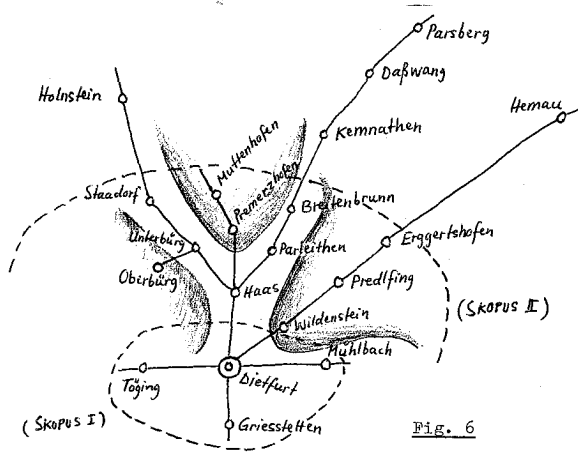 Parsberg
Daßwang
Hemau
Holnstein
Kemnathen
Muttenhofen
Premerzhofen
Staadorf
Breitenbrunn
Unterbürg
Parleithen
Erggertshofen
Oberbürg
Haas
Predlfing
(SKOPUS II)
Wildenstein
Mühlbach
Töging
Dietfurt
(SKOPUS I)
Griesstetten
Fig. 6